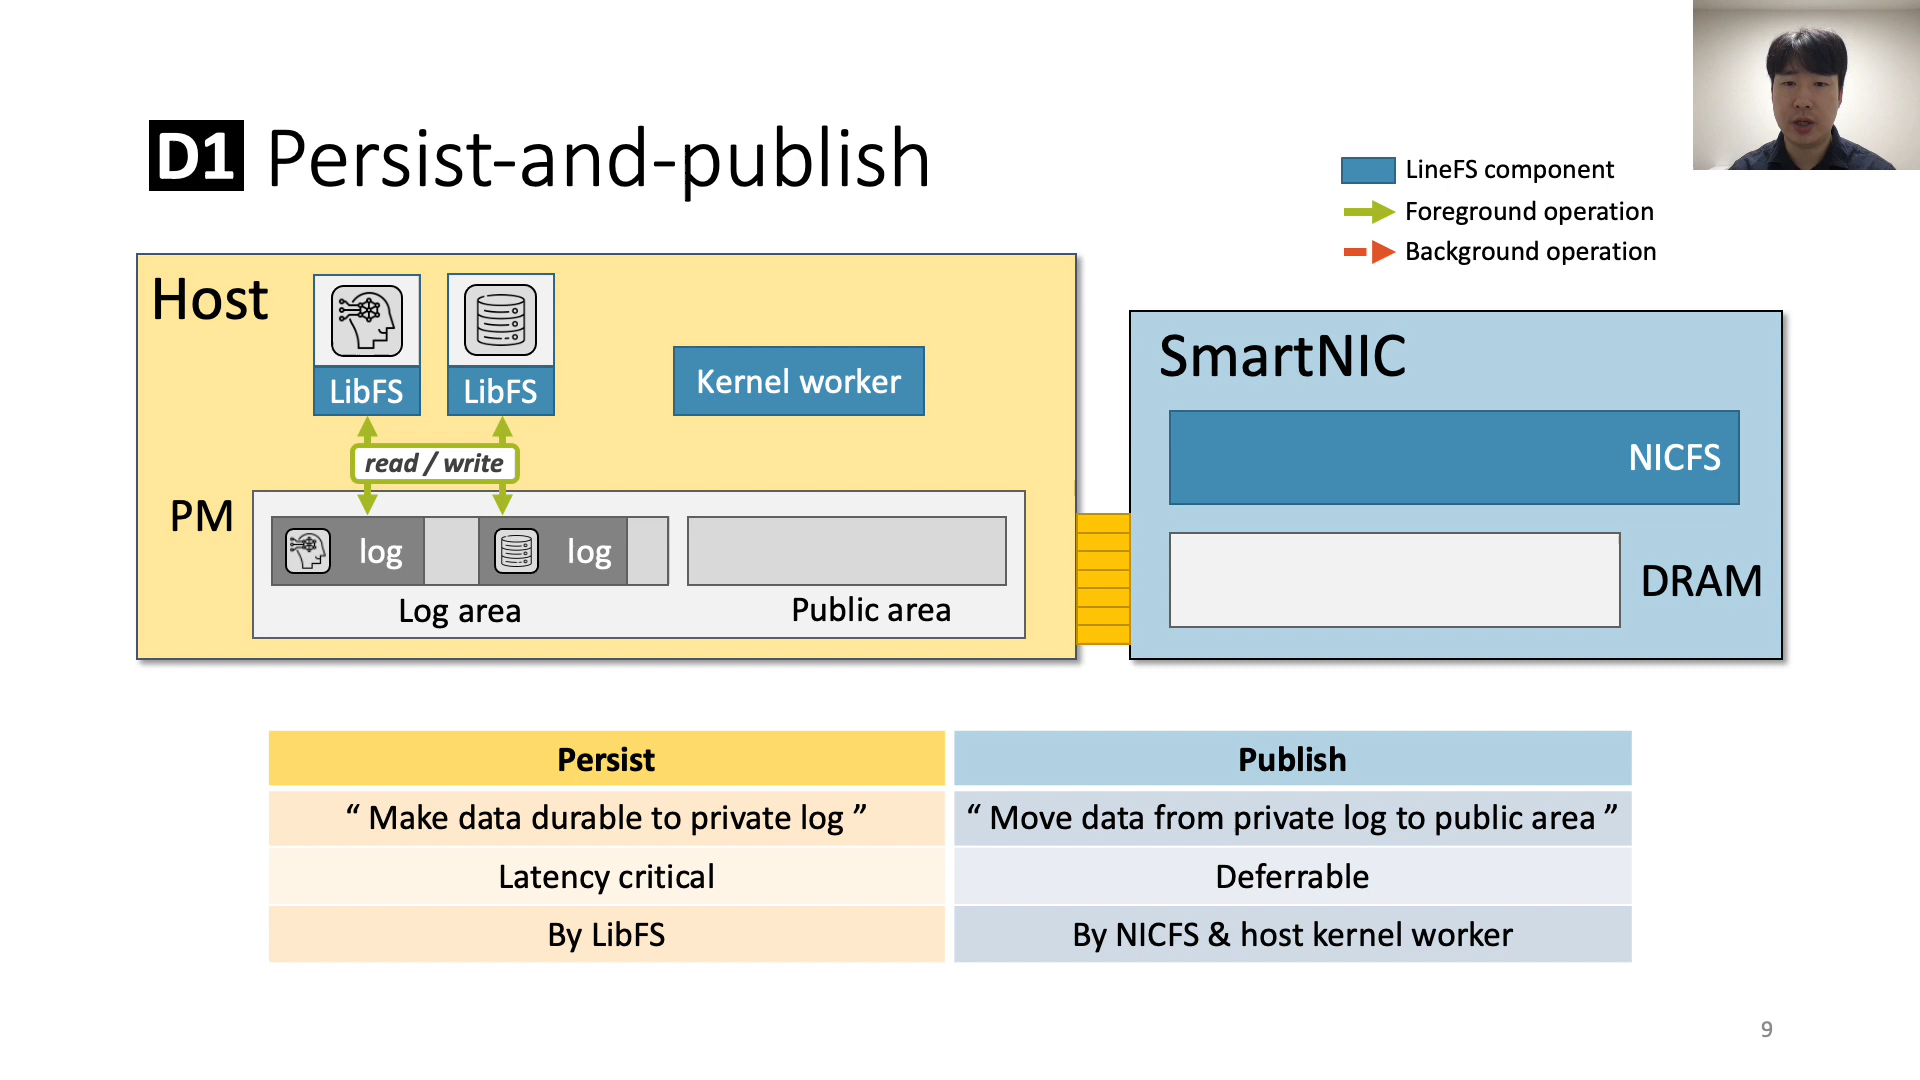 D1 Persist-and-publish
LineFS component
Foreground operation
Background operation
Host
LibFS
LibFS
Kernel worker
read / write
PM
log
log
Log area
Public area
SmartNIC
NICFS
DRAM
Persist
Publish
“ Make data durable to private log ”
“ Move data from private log to public area ”
Latency critical
Deferrable
By LibFS
By NICFS & host kernel worker
9